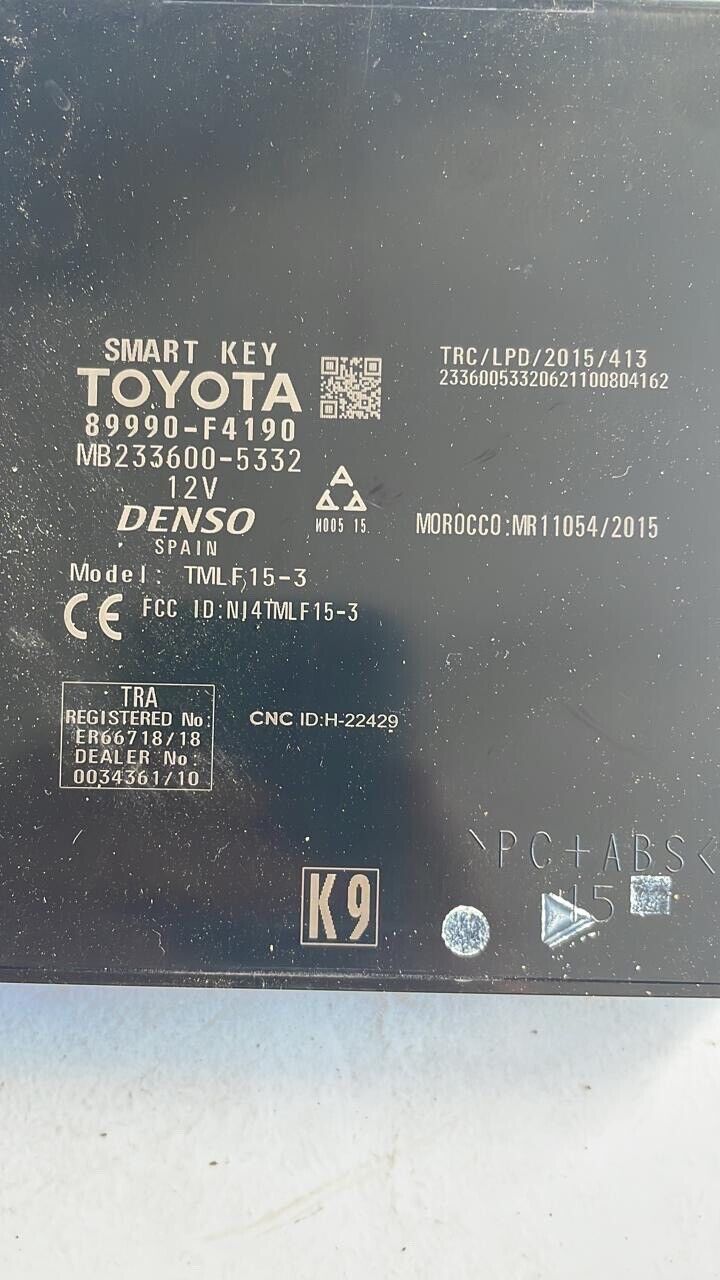 SMART KEY
TOYOTA
89990-F4190
MB233600-5332
12V
DENSO
SPAIN
Model: TMLF15-3
CE FCC ID:NI4TMLF15-3
TRC/LPD/2015/413
23360053320621100804162
И005 15
MOROCCO:MR11054/2015
TRA
REGISTERED No:
ER66718/18
DEALER No:
0034361/10
CNC ID:H-22429
>PC+ABS<
15
K9